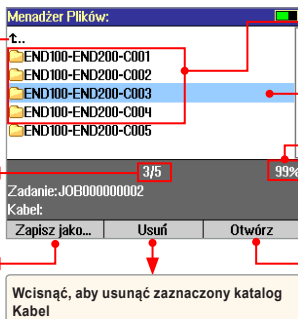 Menadżer Plików:
↑..
END100-END200-C001
END100-END200-C002
END100-END200-C003
END100-END200-C004
END100-END200-C005
3/5
99%
Zadanie:JOB000000002
Kabel:
Zapisz jako...
Usuń
Otwórz
Wcisnąć, aby usunąć zaznaczony katalog
Kabel